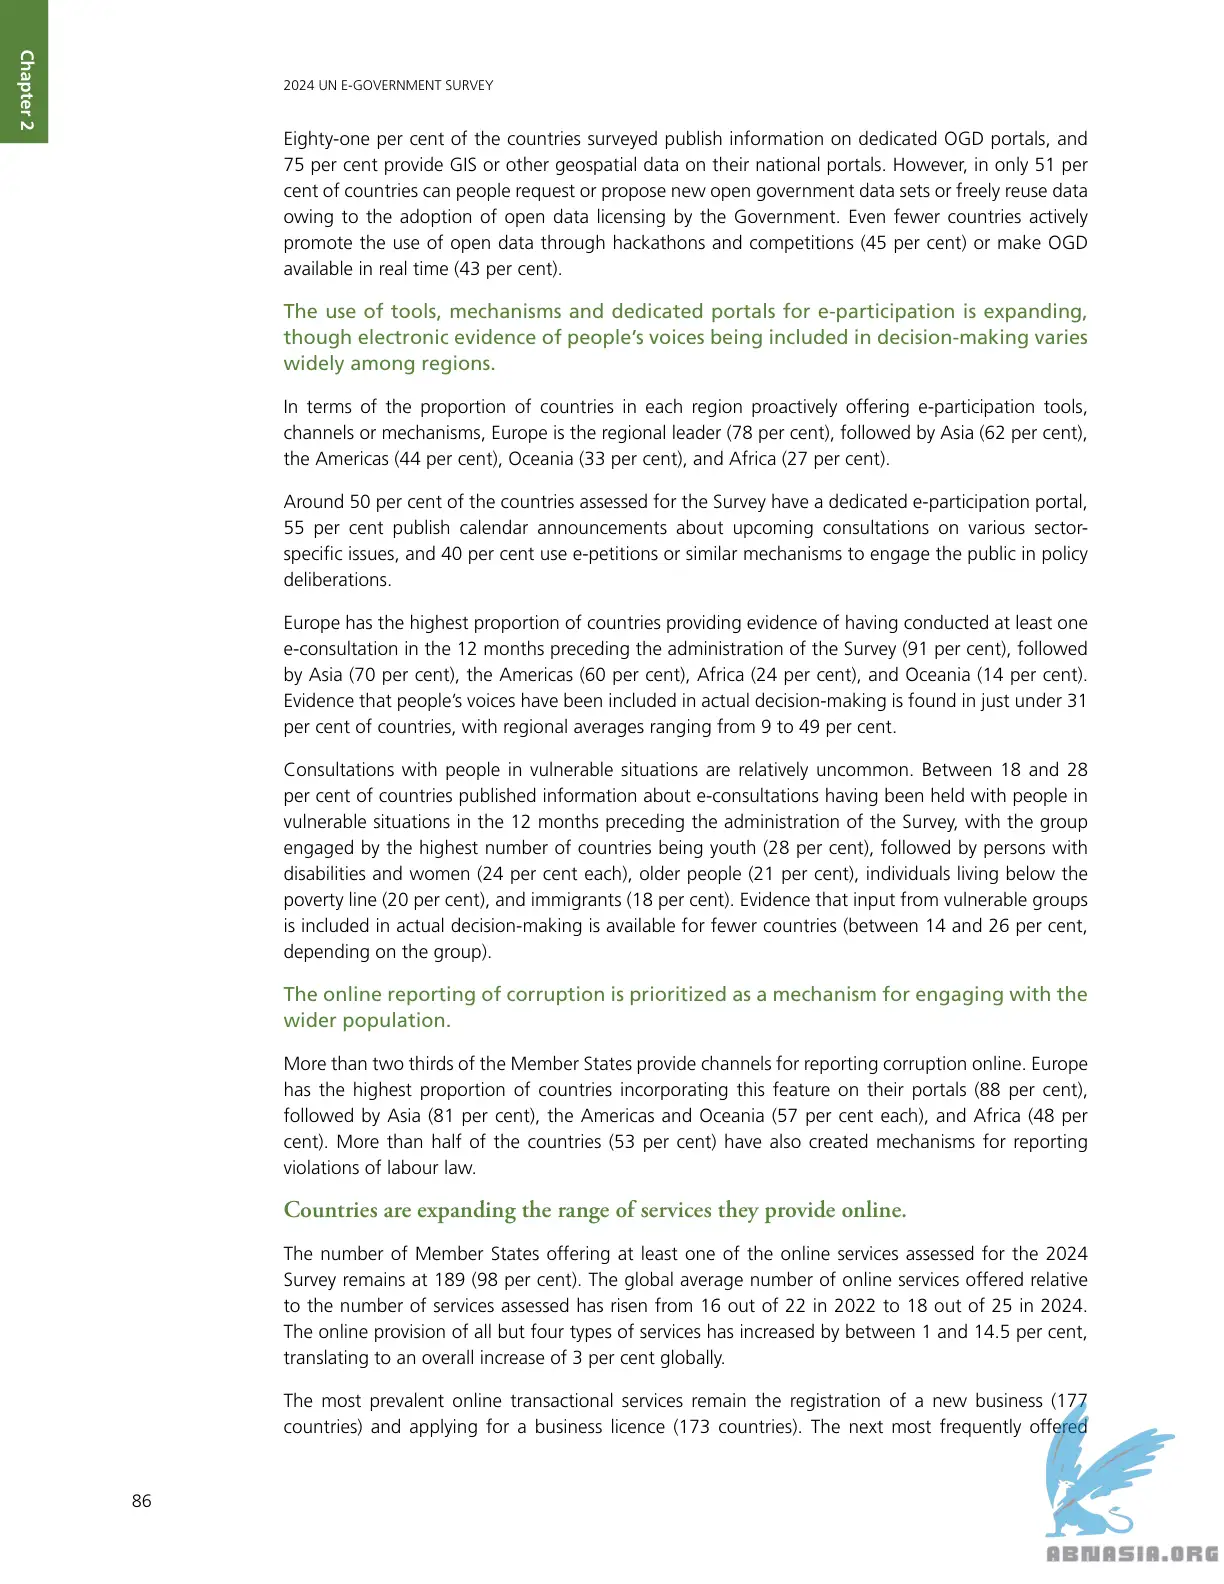 Chapter 2
2024 UN E-GOVERNMENT SURVEY
Eighty-one per cent of the countries surveyed publish information on dedicated OGD portals, and
75 per cent provide GIS or other geospatial data on their national portals. However, in only 51 per
cent of countries can people request or propose new open government data sets or freely reuse data
owing to the adoption of open data licensing by the Government. Even fewer countries actively
promote the use of open data through hackathons and competitions (45 per cent) or make OGD
available in real time (43 per cent).
The use of tools, mechanisms and dedicated portals for e-participation is expanding,
though electronic evidence of people’s voices being included in decision-making varies
widely among regions.
In terms of the proportion of countries in each region proactively offering e-participation tools,
channels or mechanisms, Europe is the regional leader (78 per cent), followed by Asia (62 per cent),
the Americas (44 per cent), Oceania (33 per cent), and Africa (27 per cent).
Around 50 per cent of the countries assessed for the Survey have a dedicated e-participation portal,
55 per cent publish calendar announcements about upcoming consultations on various sector-
specific issues, and 40 per cent use e-petitions or similar mechanisms to engage the public in policy
deliberations.
Europe has the highest proportion of countries providing evidence of having conducted at least one
e-consultation in the 12 months preceding the administration of the Survey (91 per cent), followed
by Asia (70 per cent), the Americas (60 per cent), Africa (24 per cent), and Oceania (14 per cent).
Evidence that people’s voices have been included in actual decision-making is found in just under 31
per cent of countries, with regional averages ranging from 9 to 49 per cent.
Consultations with people in vulnerable situations are relatively uncommon. Between 18 and 28
per cent of countries published information about e-consultations having been held with people in
vulnerable situations in the 12 months preceding the administration of the Survey, with the group
engaged by the highest number of countries being youth (28 per cent), followed by persons with
disabilities and women (24 per cent each), older people (21 per cent), individuals living below the
poverty line (20 per cent), and immigrants (18 per cent). Evidence that input from vulnerable groups
is included in actual decision-making is available for fewer countries (between 14 and 26 per cent,
depending on the group).
The online reporting of corruption is prioritized as a mechanism for engaging with the
wider population.
More than two thirds of the Member States provide channels for reporting corruption online. Europe
has the highest proportion of countries incorporating this feature on their portals (88 per cent),
followed by Asia (81 per cent), the Americas and Oceania (57 per cent each), and Africa (48 per
cent). More than half of the countries (53 per cent) have also created mechanisms for reporting
violations of labour law.
Countries are expanding the range of services they provide online.
The number of Member States offering at least one of the online services assessed for the 2024
Survey remains at 189 (98 per cent). The global average number of online services offered relative
to the number of services assessed has risen from 16 out of 22 in 2022 to 18 out of 25 in 2024.
The online provision of all but four types of services has increased by between 1 and 14.5 per cent,
translating to an overall increase of 3 per cent globally.
The most prevalent online transactional services remain the registration of a new business (177
countries) and applying for a business licence (173 countries). The next most frequently offered
86
ABNASIA.ORG